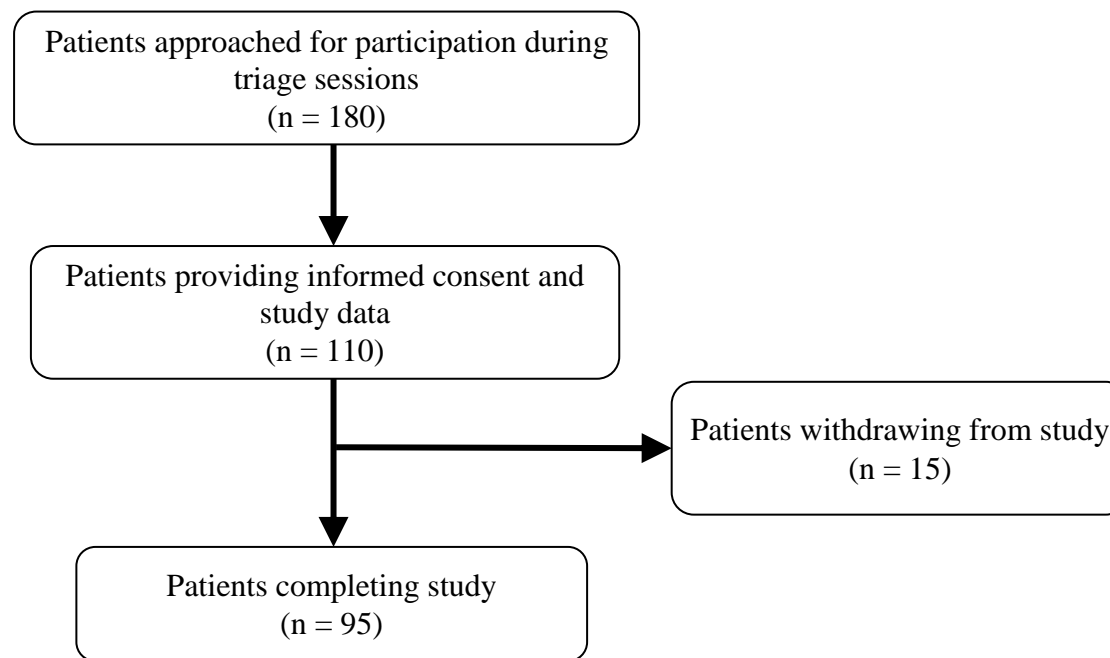 Patients approached for participation during
triage sessions
(n = 180)
Patients providing informed consent and
study data
(n = 110)
Patients withdrawing from study
(n = 15)
Patients completing study
(n = 95)